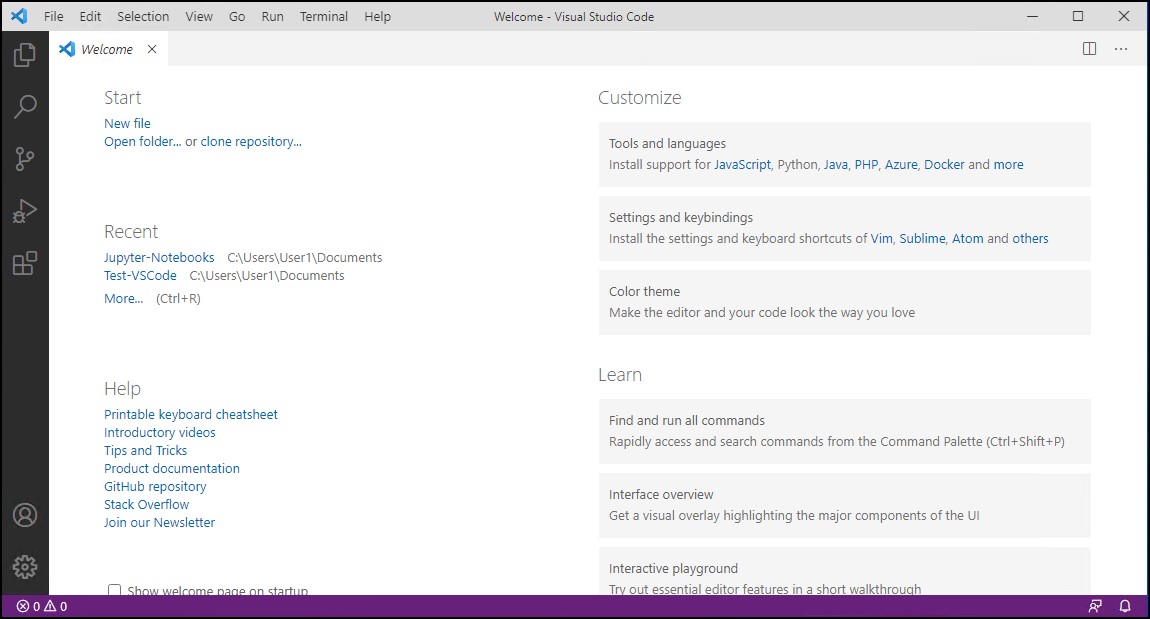 File Edit Selection View Go Run Terminal Help Welcome - Visual Studio Code
Welcome
Start
New file
Open folder... or clone repository...
Recent
Jupyter-Notebooks C:\Users\User1\Documents
Test-VSCode C:\Users\User1\Documents
More... (Ctrl+R)
Help
Printable keyboard cheatsheet
Introductory videos
Tips and Tricks
Product documentation
GitHub repository
Stack Overflow
Join our Newsletter
Show welcome page on startup
Customize
Tools and languages
Install support for JavaScript, Python, Java, PHP, Azure, Docker and more
Settings and keybindings
Install the settings and keyboard shortcuts of Vim, Sublime, Atom and others
Color theme
Make the editor and your code look the way you love
Learn
Find and run all commands
Rapidly access and search commands from the Command Palette (Ctrl+Shift+P)
Interface overview
Get a visual overlay highlighting the major components of the UI
Interactive playground
Try out essential editor features in a short walkthrough
0 0